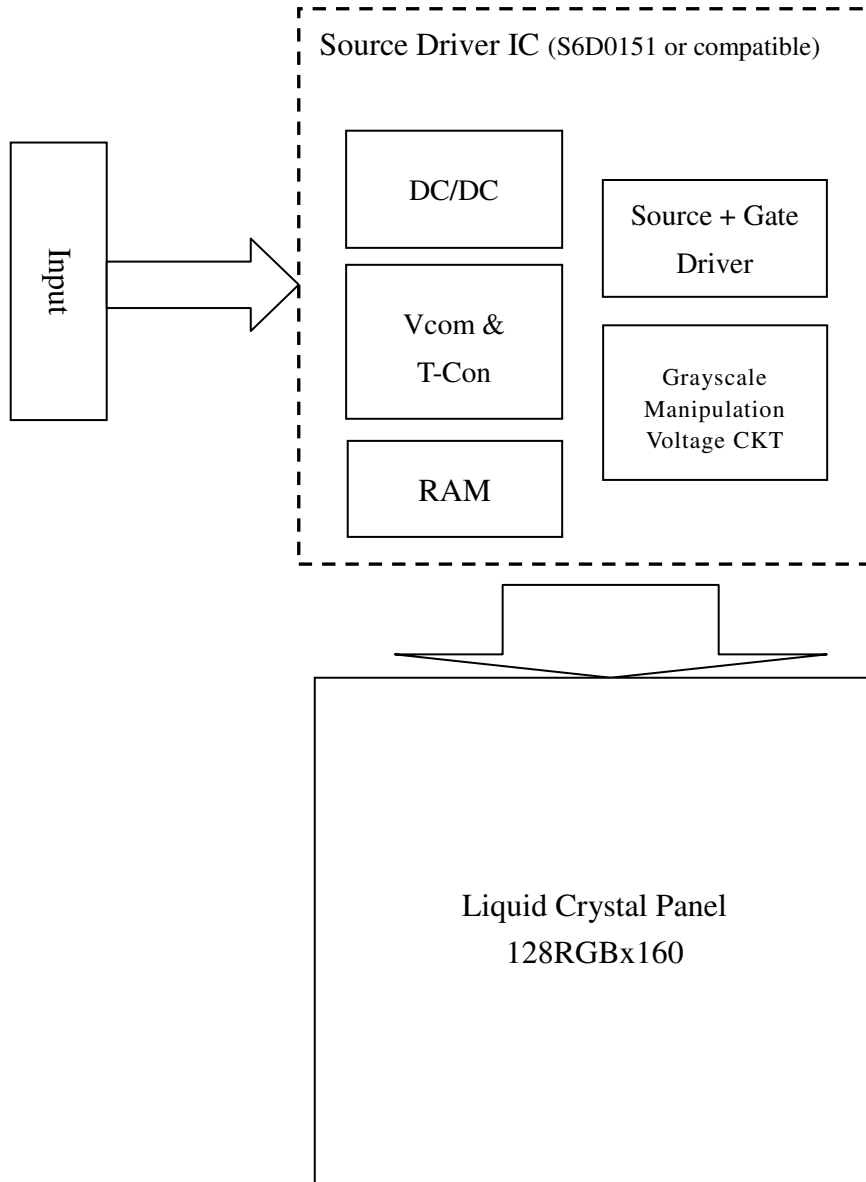 Source Driver IC (S6D0151 or compatible)
Input
DC/DC
Source + Gate
Driver
Vcom &
T-Con
Grayscale
Manipulation
Voltage CKT
RAM
Liquid Crystal Panel
128RGBx160